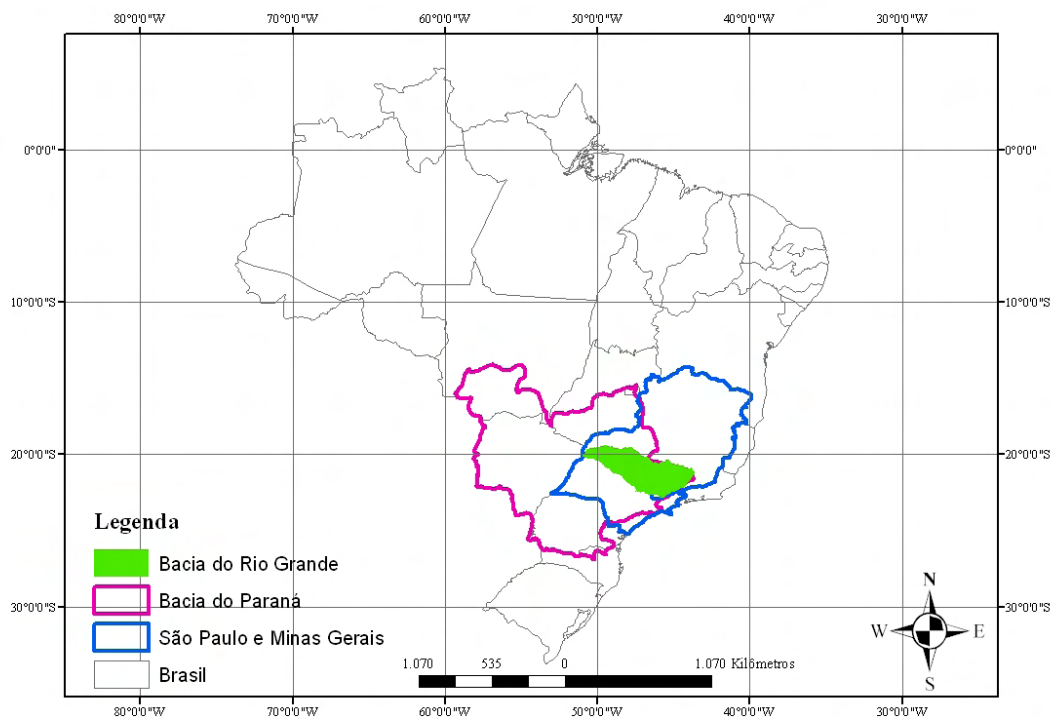 80°0'0"W 70°0'0"W 60°0'0"W 50°0'0"W 40°0'0"W 30°0'0"W
0°0'0" 0°0'0"
10°0'0"S 10°0'0"S
20°0'0"S 20°0'0"S
30°0'0"S 30°0'0"S
Legenda
Bacia do Rio Grande
Bacia do Paraná
São Paulo e Minas Gerais
Brasil
1.070 535 0 1.070 Kilômetros
N
W E
S
80°0'0"W 70°0'0"W 60°0'0"W 50°0'0"W 40°0'0"W 30°0'0"W